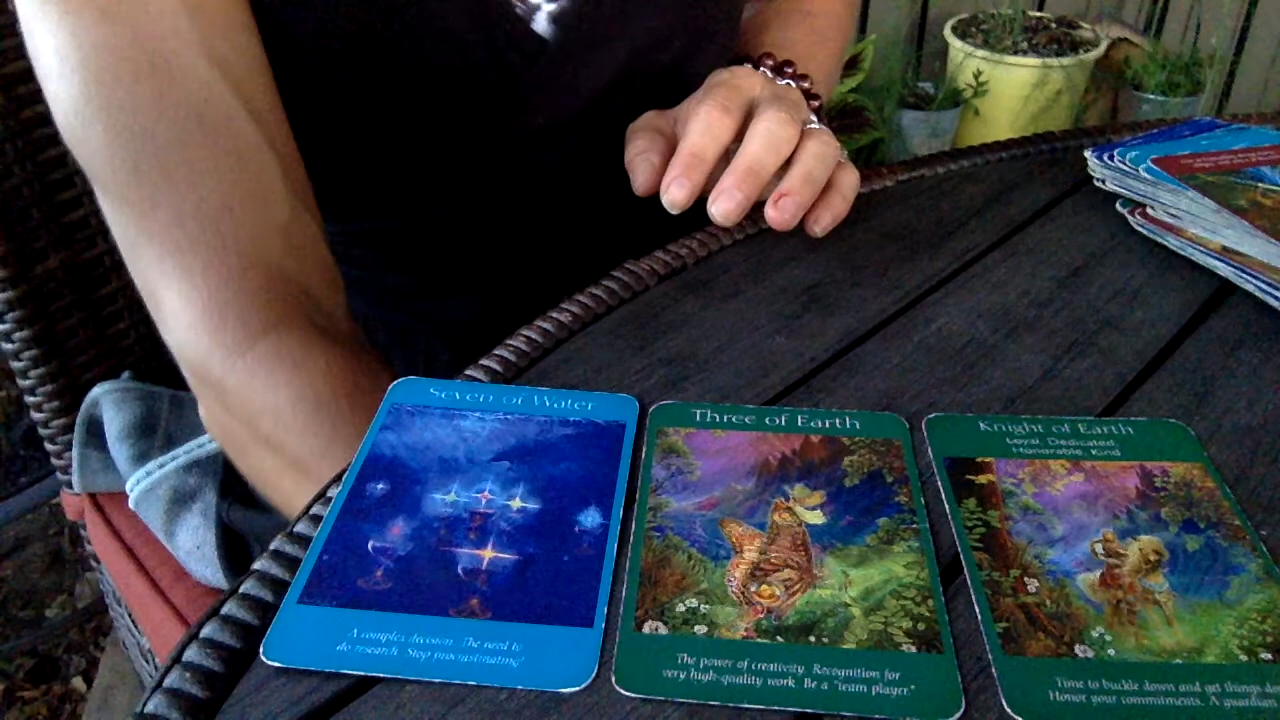 Seven of Water
A complex decision. The need to
do research. Stop procrastinating!
Three of Earth
The power of creativity. Recognition for
very high-quality work. Be a "team player."
Knight of Earth
Loyal, Dedicated,
Honorable, Kind
Time to buckle down and get things do
Honor your commitments. A guardian